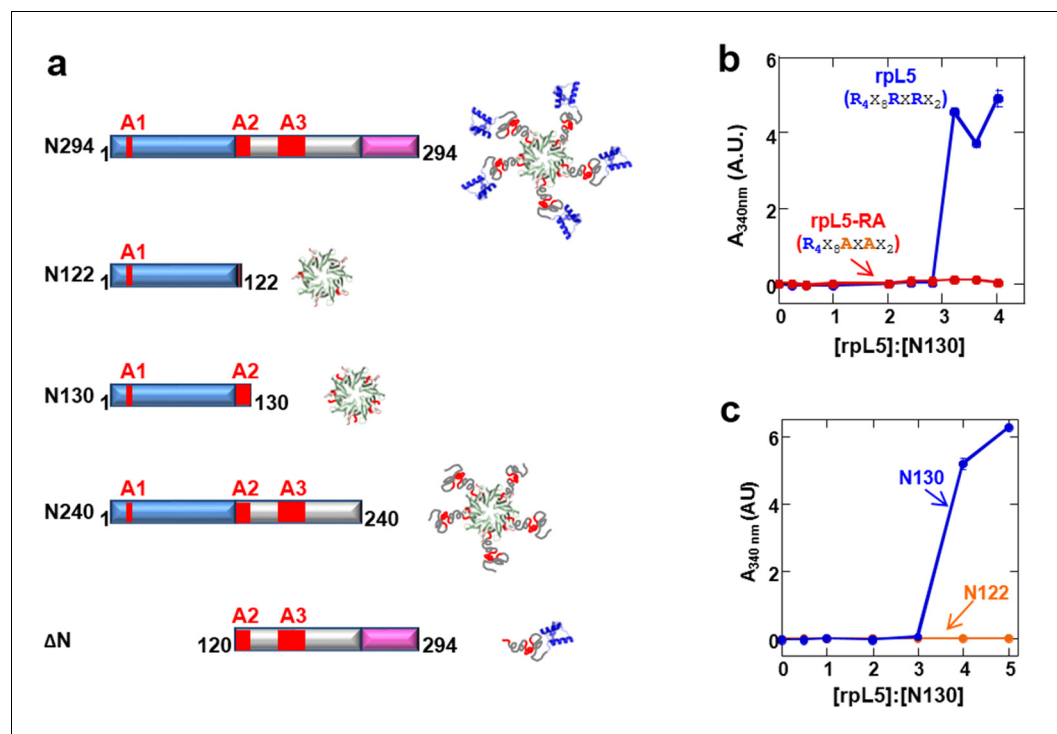 a
A1 A2 A3
N294 1 294
A1
N122 1 122
A1 A2
N130 1 130
A1 A2 A3
N240 1 240
A2 A3
ΔN 120 294
b
6
4
2
0
A340nm (A.U.)
rpL5
(R4x8RxRx2)
rpL5-RA
(R4x8AxAx2)
0 1 2 3 4
[rpL5]:[N130]
c
6
4
2
0
A340 nm (AU)
N130
N122
0 1 2 3 4 5
[rpL5]:[N130]